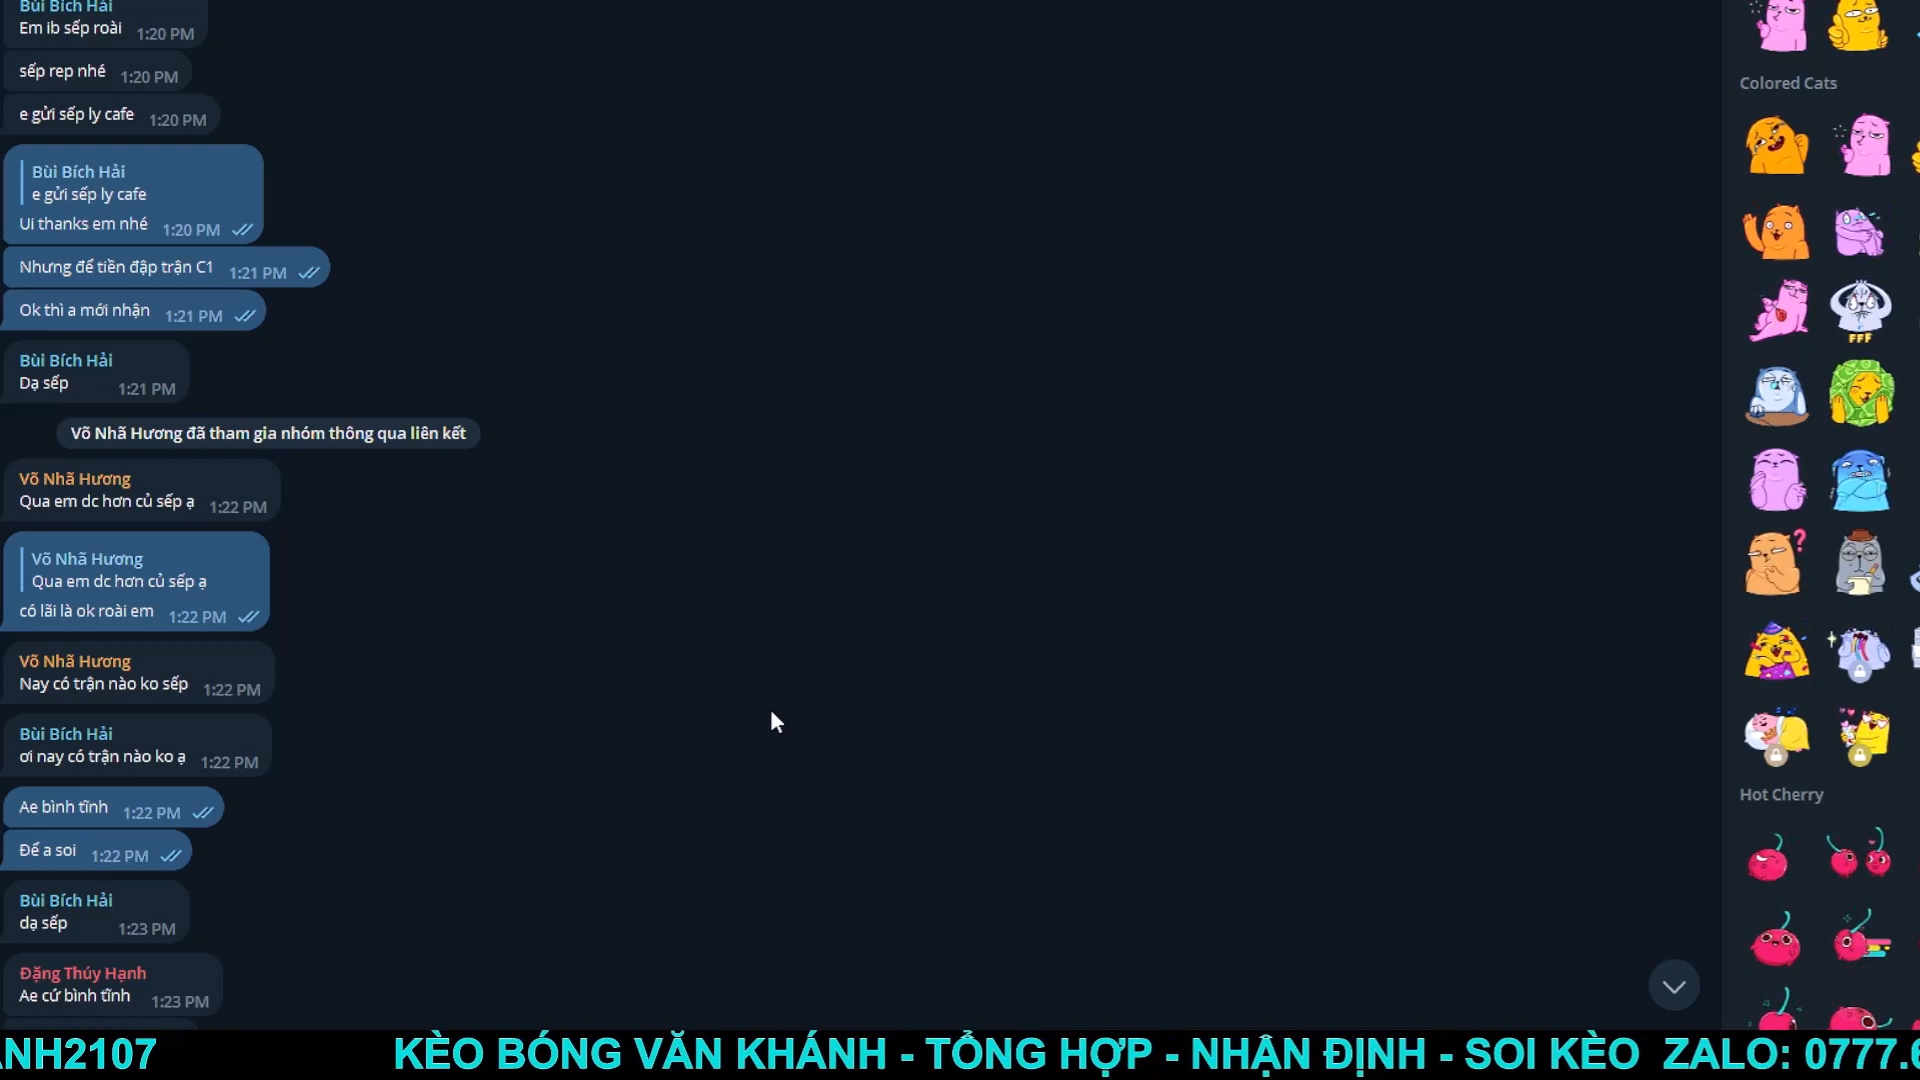 Bùi Bích Hải
Em ib sếp roài 1:20 PM
sếp rep nhé 1:20 PM
e gửi sếp ly cafe 1:20 PM
Bùi Bích Hải
e gửi sếp ly cafe
Ui thanks em nhé 1:20 PM
Nhưng để tiền đập trận C1 1:21 PM
Ok thì a mới nhận 1:21 PM
Bùi Bích Hải
Dạ sếp 1:21 PM
Võ Nhã Hương đã tham gia nhóm thông qua liên kết
Võ Nhã Hương
Qua em dc hơn củ sếp ạ 1:22 PM
Võ Nhã Hương
Qua em dc hơn củ sếp ạ
có lãi là ok roài em 1:22 PM
Võ Nhã Hương
Nay có trận nào ko sếp 1:22 PM
Bùi Bích Hải
ơi nay có trận nào ko ạ 1:22 PM
Ae bình tĩnh 1:22 PM
Để a soi 1:22 PM
Bùi Bích Hải
dạ sếp 1:23 PM
Đặng Thúy Hạnh
Ae cứ bình tĩnh 1:23 PM
Colored Cats
FFF
?
Hot Cherry
ANH2107 KÈO BÓNG VĂN KHÁNH - TỔNG HỢP - NHẬN ĐỊNH - SOI KÈO ZALO: 0777.6